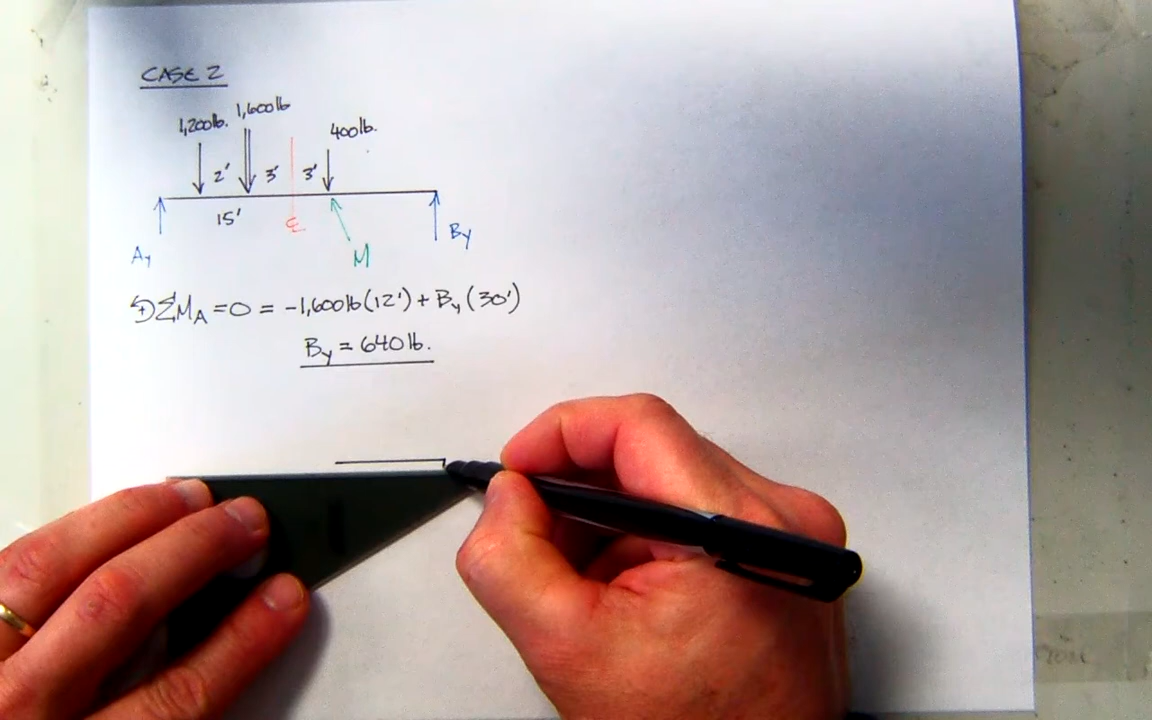 CASE 2
1,600lb
1,200lb.
400lb.
2' 3' 3'
15' ℄
Ay M By
↺+ΣMA=0 = -1,600lb(12') + By(30')
By = 640lb.